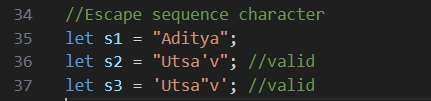 34 //Escape sequence character
35 let s1 = "Aditya";
36 let s2 = "Utsa'v"; //valid
37 let s3 = 'Utsa"v'; //valid